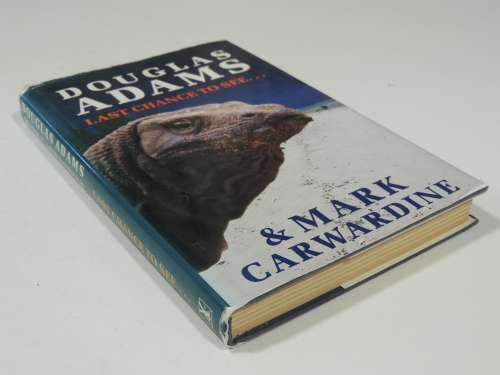 DOUGLAS
ADAMS
LAST CHANCE TO SEE...
& MARK
CARWARDINE
DOUGLAS ADAMS
LAST CHANCE TO SEE...